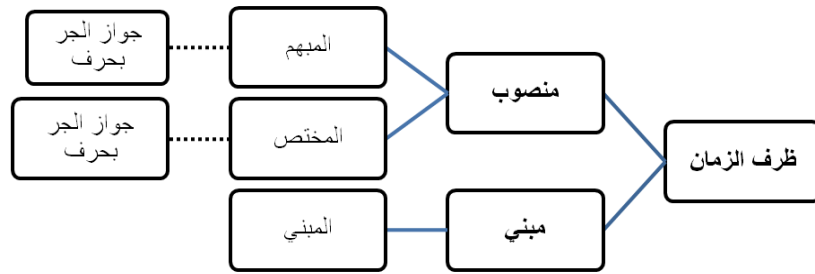 ظرف الزمان
منصوب
المبهم
جواز الجر
بحرف
المختص
جواز الجر
بحرف
مبني
المبني